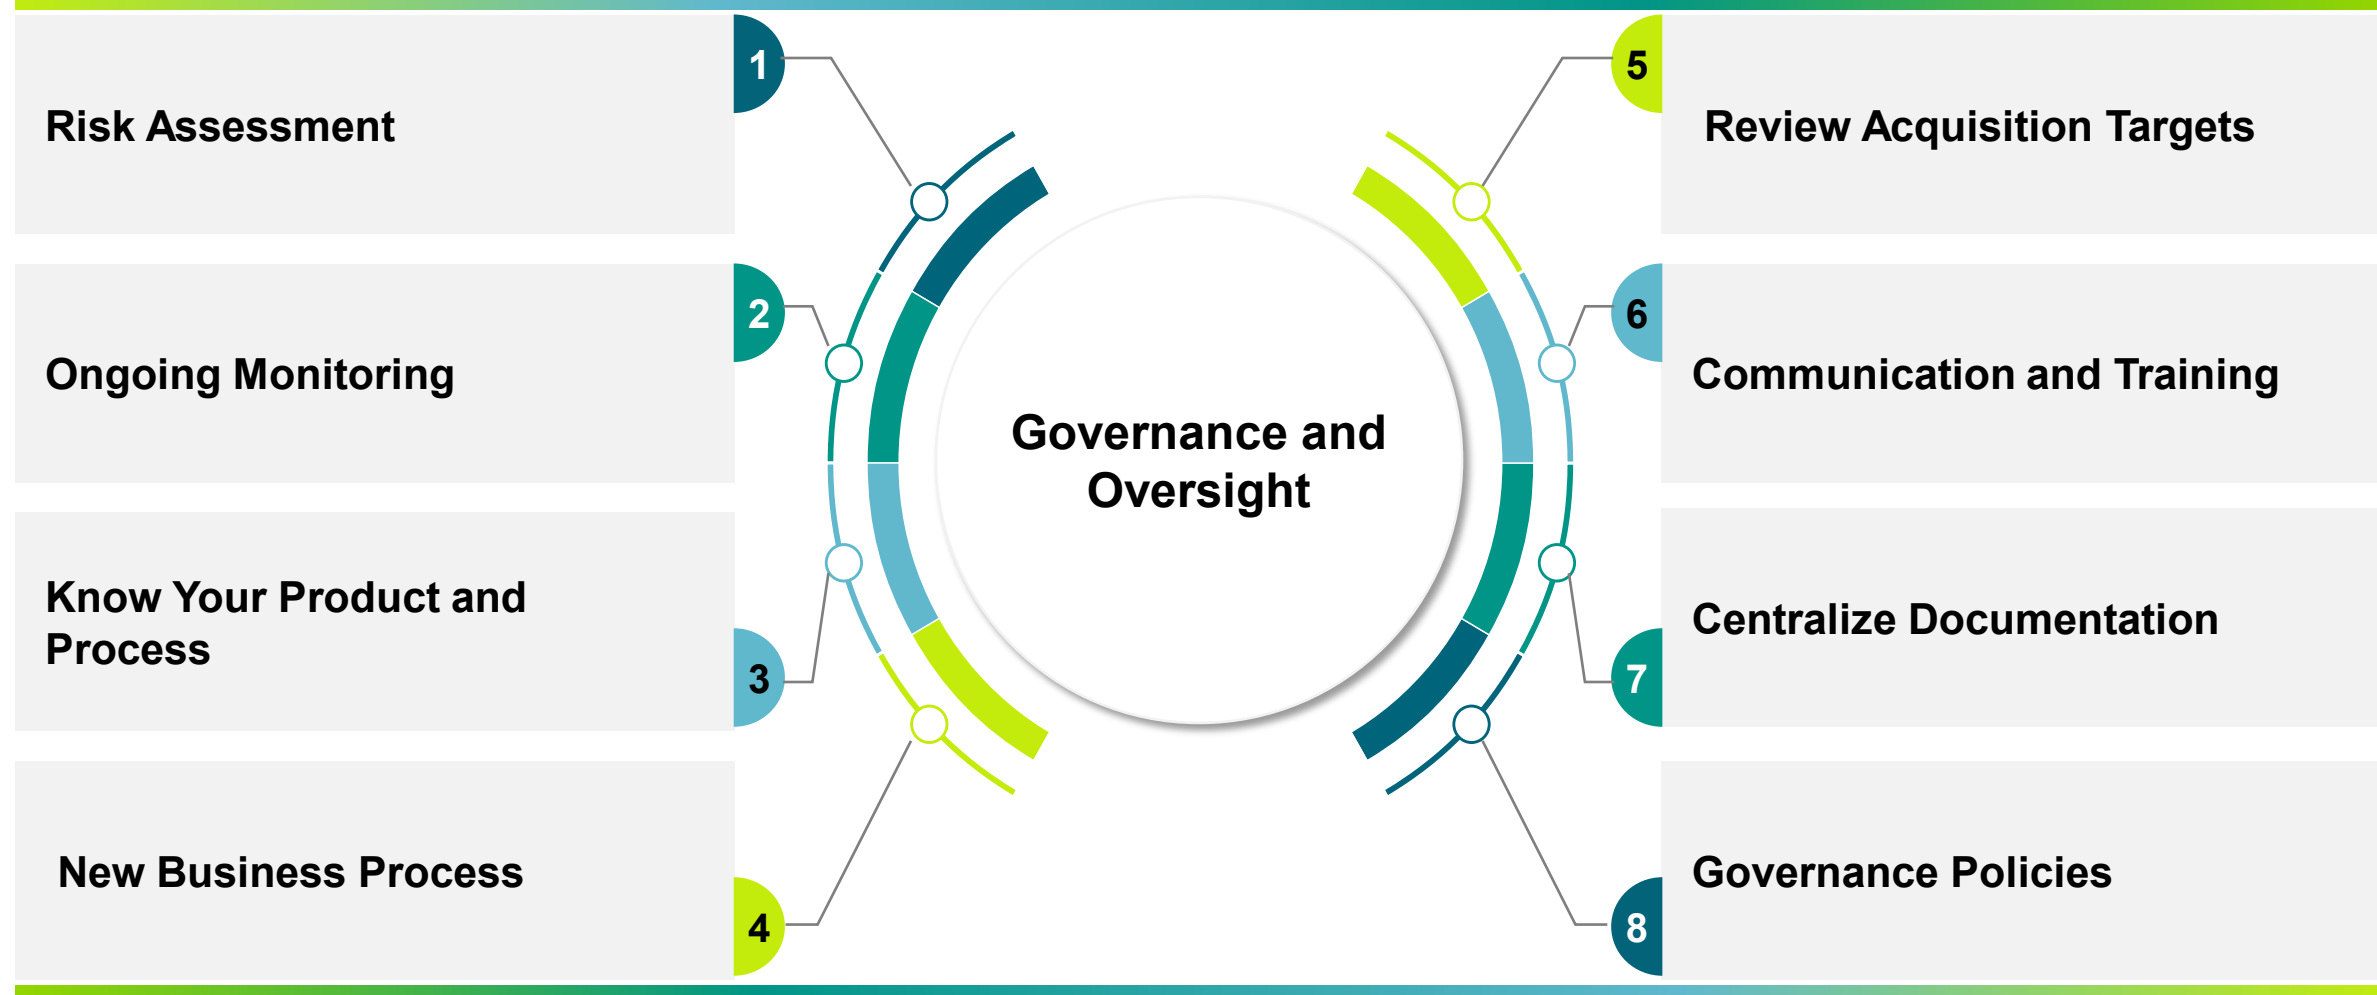 1
Risk Assessment
2
Ongoing Monitoring
3
Know Your Product and
Process
4
New Business Process
Governance and
Oversight
5
Review Acquisition Targets
6
Communication and Training
7
Centralize Documentation
8
Governance Policies